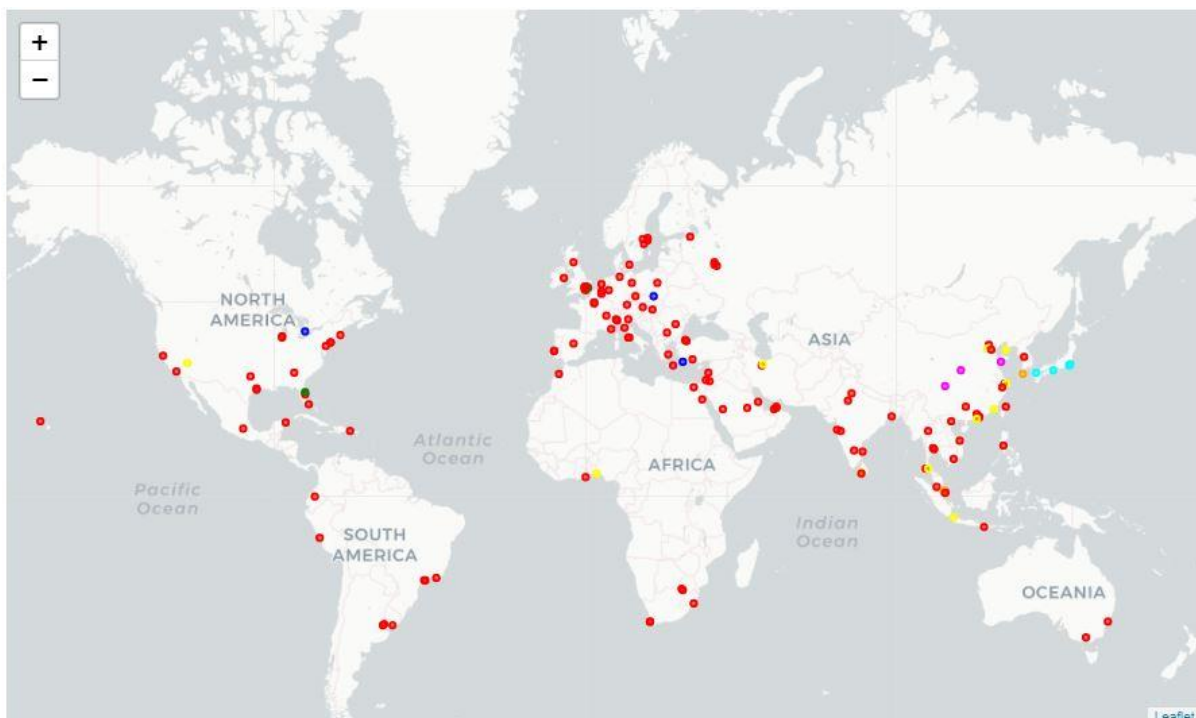 +
−
NORTH
AMERICA
ASIA
Atlantic
Ocean
AFRICA
Pacific
Ocean
SOUTH
AMERICA
Indian
Ocean
OCEANIA
Leaflet